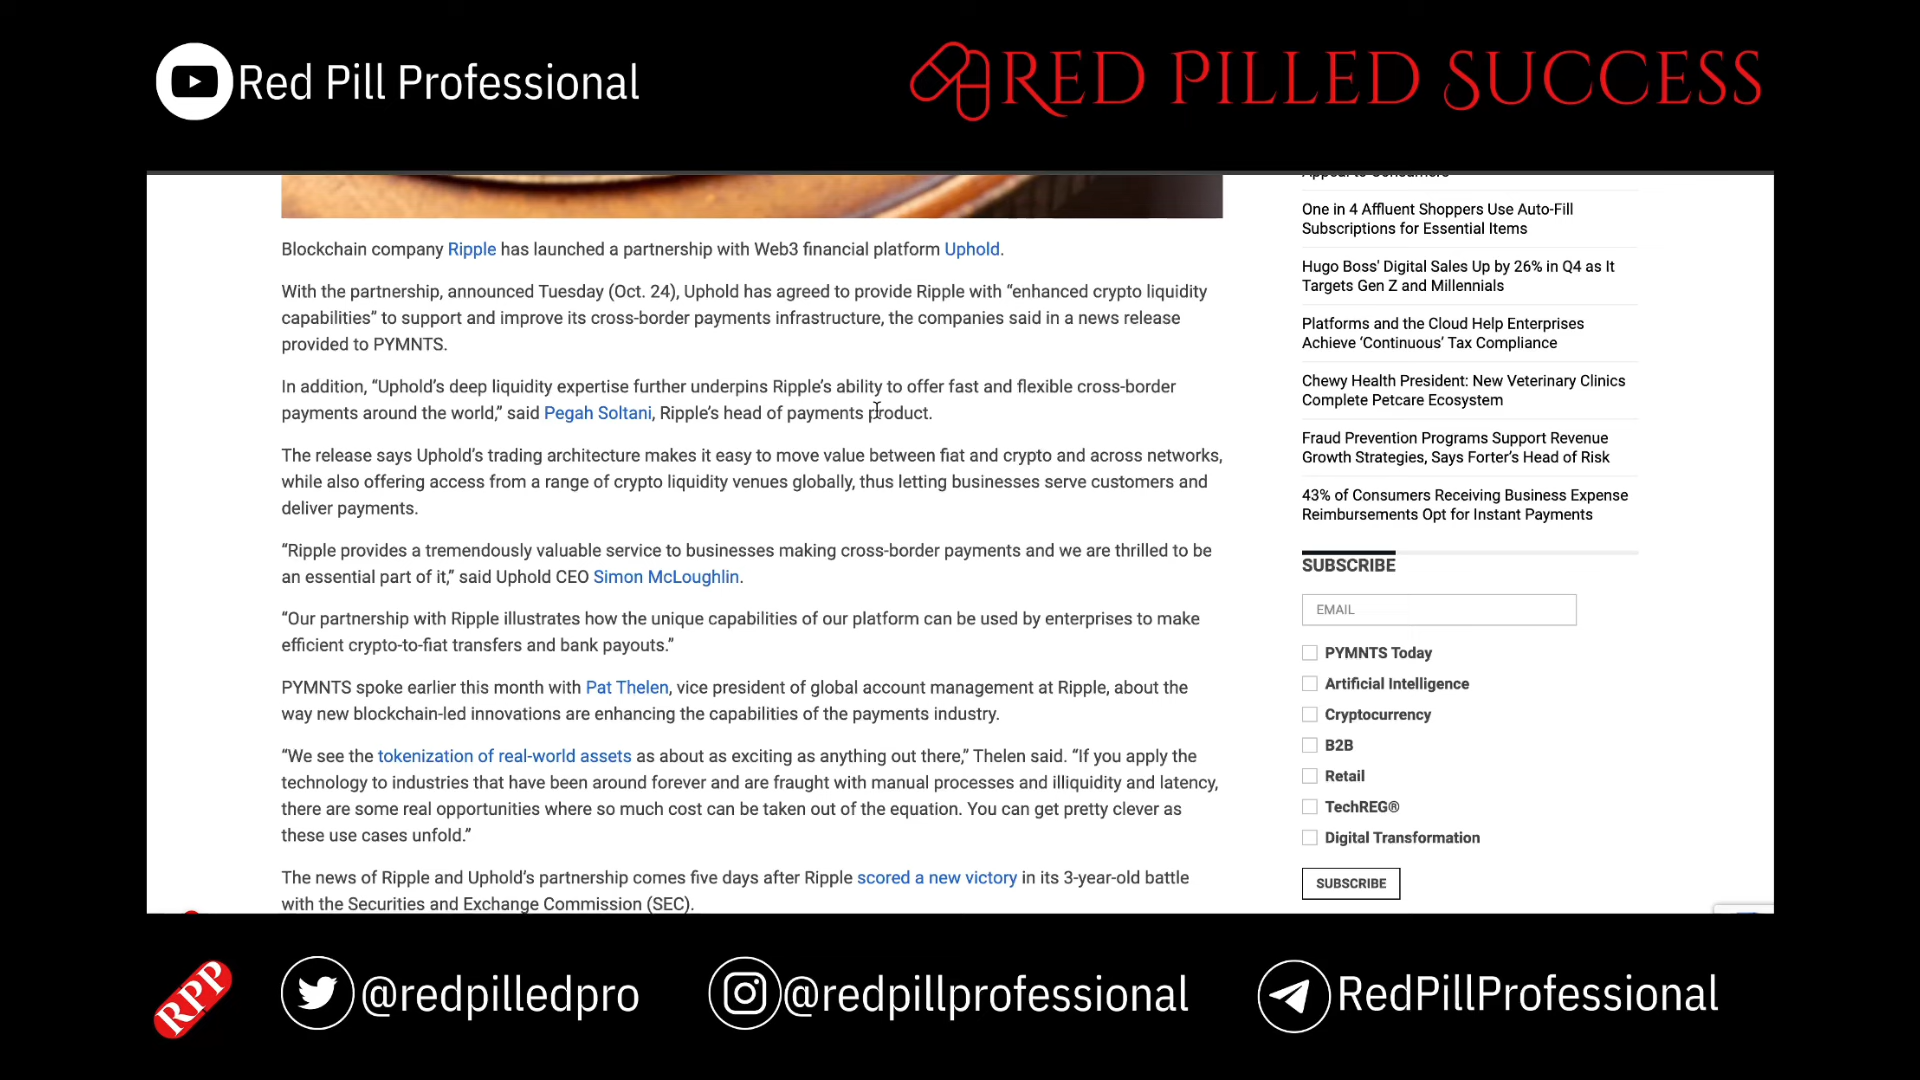 Red Pill Professional
RED PILLED SUCCESS
Blockchain company Ripple has launched a partnership with Web3 financial platform Uphold.
With the partnership, announced Tuesday (Oct. 24), Uphold has agreed to provide Ripple with “enhanced crypto liquidity
capabilities” to support and improve its cross-border payments infrastructure, the companies said in a news release
provided to PYMNTS.
In addition, “Uphold’s deep liquidity expertise further underpins Ripple’s ability to offer fast and flexible cross-border
payments around the world,” said Pegah Soltani, Ripple’s head of payments product.
The release says Uphold’s trading architecture makes it easy to move value between fiat and crypto and across networks,
while also offering access from a range of crypto liquidity venues globally, thus letting businesses serve customers and
deliver payments.
“Ripple provides a tremendously valuable service to businesses making cross-border payments and we are thrilled to be
an essential part of it,” said Uphold CEO Simon McLoughlin.
“Our partnership with Ripple illustrates how the unique capabilities of our platform can be used by enterprises to make
efficient crypto-to-fiat transfers and bank payouts.”
PYMNTS spoke earlier this month with Pat Thelen, vice president of global account management at Ripple, about the
way new blockchain-led innovations are enhancing the capabilities of the payments industry.
“We see the tokenization of real-world assets as about as exciting as anything out there,” Thelen said. “If you apply the
technology to industries that have been around forever and are fraught with manual processes and illiquidity and latency,
there are some real opportunities where so much cost can be taken out of the equation. You can get pretty clever as
these use cases unfold.”
The news of Ripple and Uphold’s partnership comes five days after Ripple scored a new victory in its 3-year-old battle
with the Securities and Exchange Commission (SEC).
Appeal to Consumers
One in 4 Affluent Shoppers Use Auto-Fill
Subscriptions for Essential Items
Hugo Boss' Digital Sales Up by 26% in Q4 as It
Targets Gen Z and Millennials
Platforms and the Cloud Help Enterprises
Achieve ‘Continuous’ Tax Compliance
Chewy Health President: New Veterinary Clinics
Complete Petcare Ecosystem
Fraud Prevention Programs Support Revenue
Growth Strategies, Says Forter’s Head of Risk
43% of Consumers Receiving Business Expense
Reimbursements Opt for Instant Payments
SUBSCRIBE
EMAIL
PYMNTS Today
Artificial Intelligence
Cryptocurrency
B2B
Retail
TechREG®
Digital Transformation
SUBSCRIBE
RPP
@redpilledpro
@redpillprofessional
RedPillProfessional